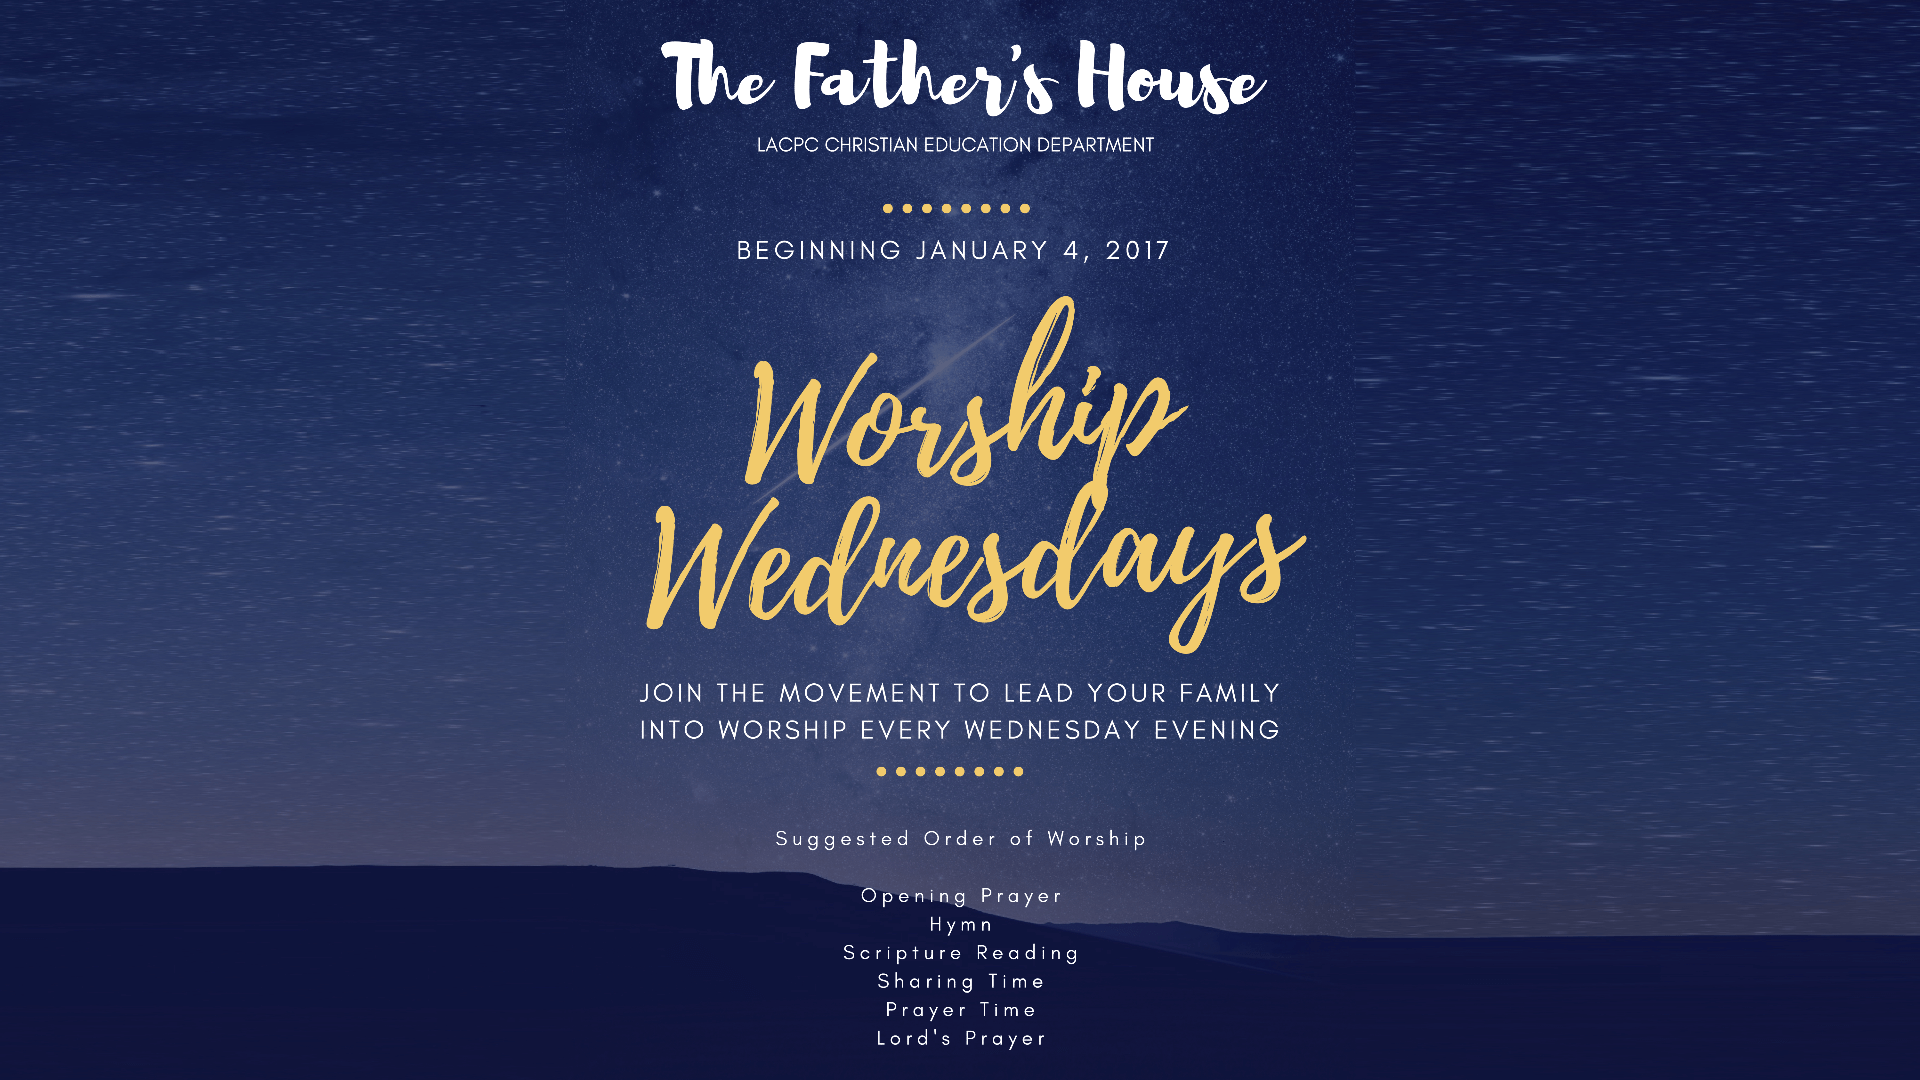 The Father's House
LACPC CHRISTIAN EDUCATION DEPARTMENT
BEGINNING JANUARY 4, 2017
Worship
Wednesdays
JOIN THE MOVEMENT TO LEAD YOUR FAMILY
INTO WORSHIP EVERY WEDNESDAY EVENING
Suggested Order of Worship
Opening Prayer
Hymn
Scripture Reading
Sharing Time
Prayer Time
Lord's Prayer